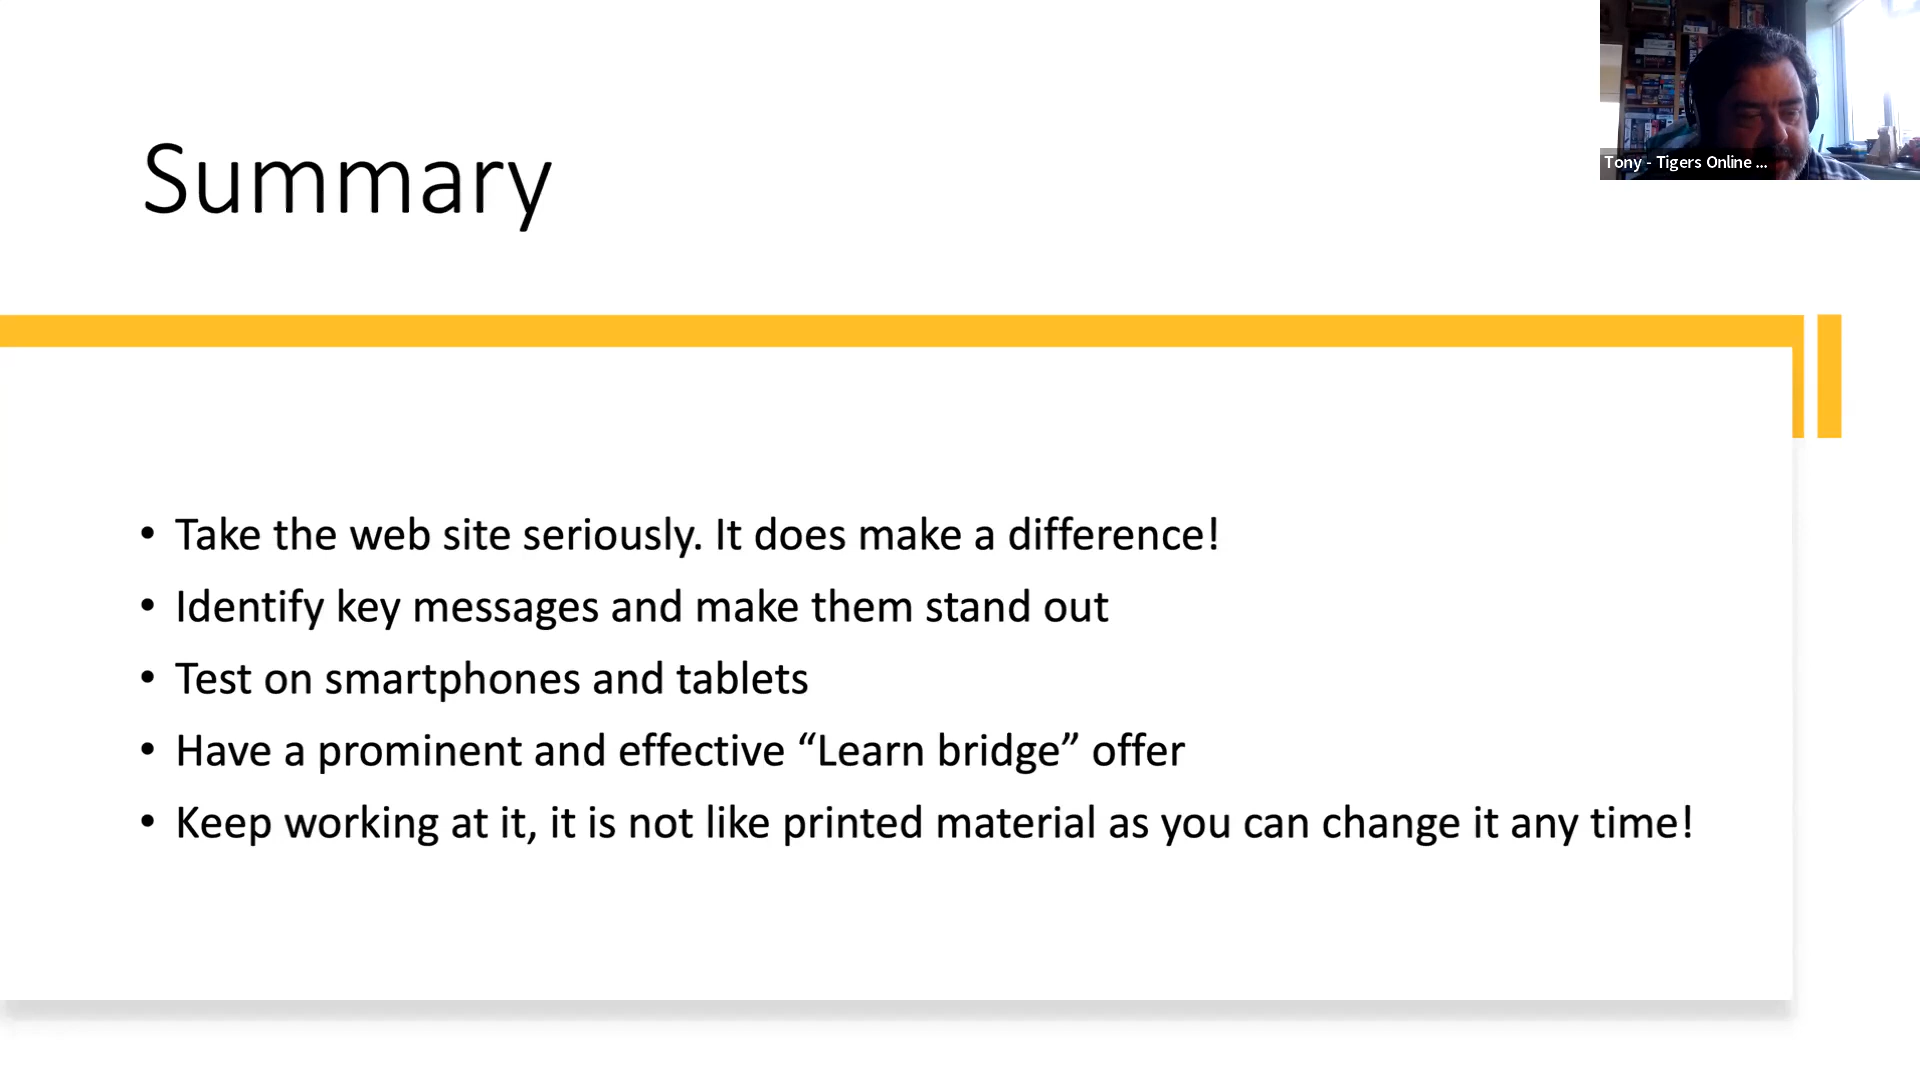 Summary
Tony - Tigers Online ...
• Take the web site seriously. It does make a difference!
• Identify key messages and make them stand out
• Test on smartphones and tablets
• Have a prominent and effective “Learn bridge” offer
• Keep working at it, it is not like printed material as you can change it any time!